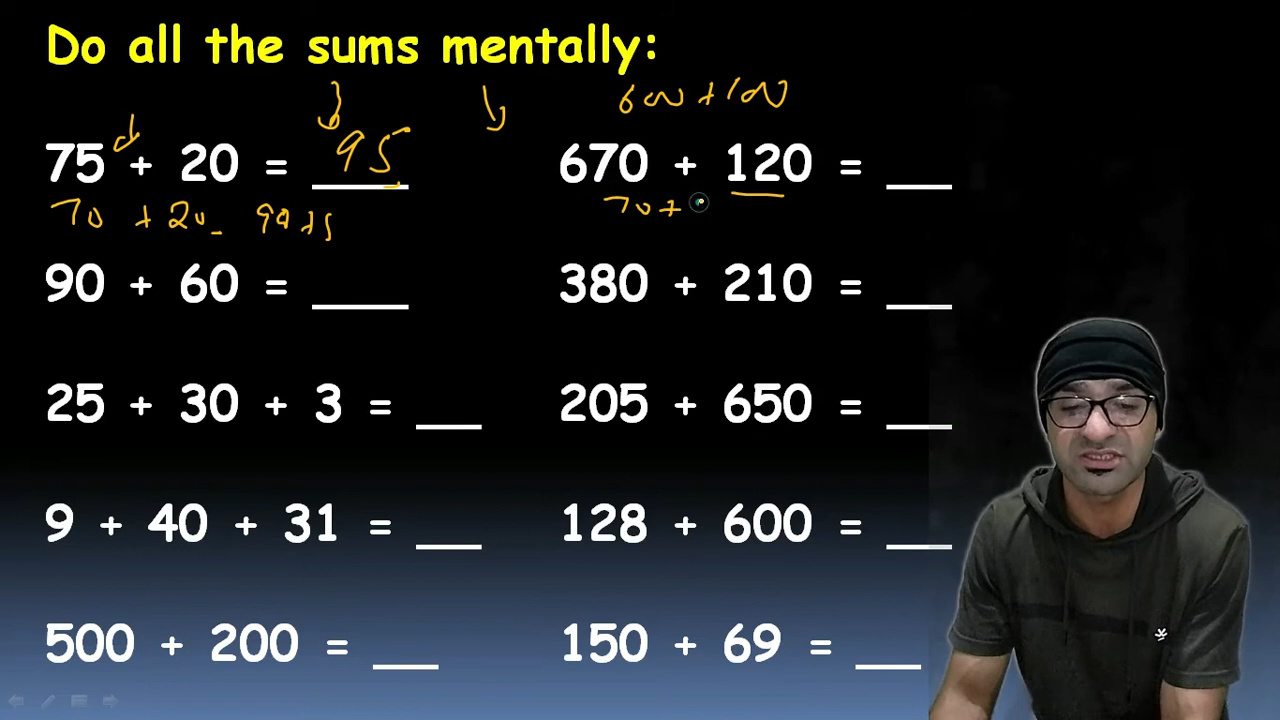 Do all the sums mentally:
600 + 100
75 + 20 = 95
670 + 120 = ___
70 + 20 = 90 + 5
70 +
90 + 60 = ____
380 + 210 = ___
25 + 30 + 3 = ___
205 + 650 = ___
9 + 40 + 31 = ___
128 + 600 = ___
500 + 200 = ___
150 + 69 = ___